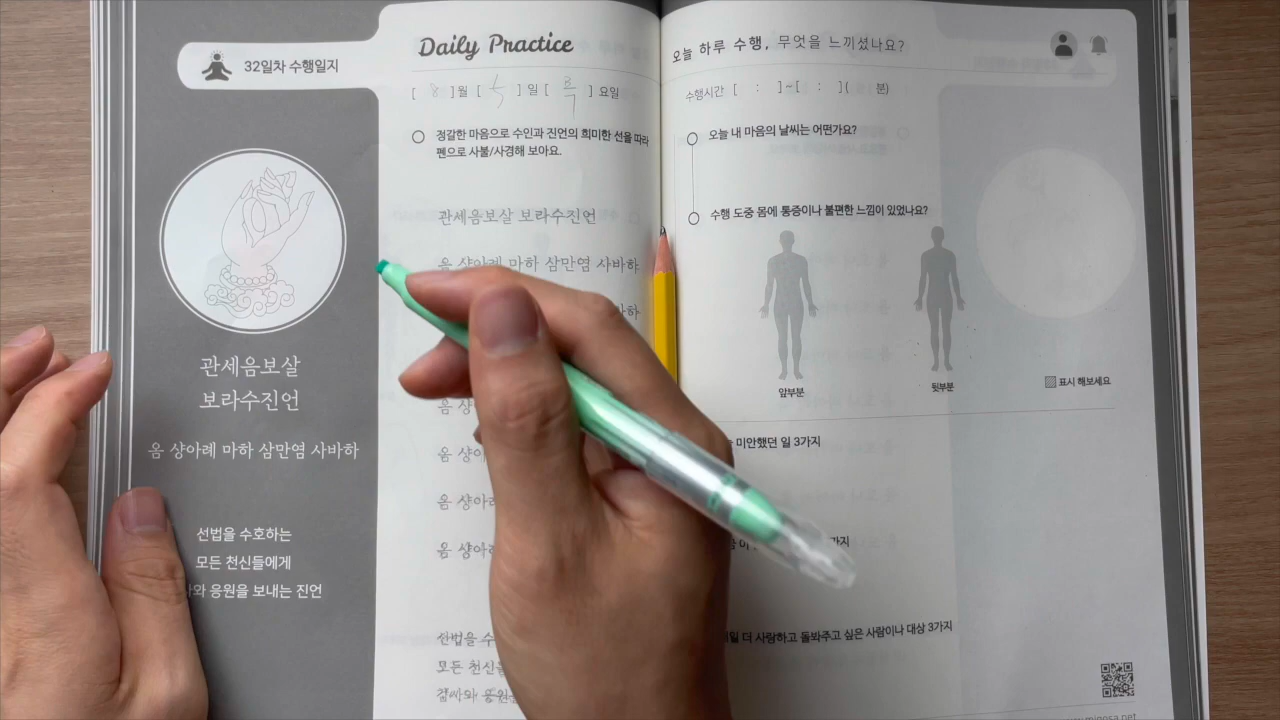 32일차 수행일지
관세음보살
보라수진언
옴 샹아례 마하 삼만염 사바하
선법을 수호하는
모든 천신들에게
응원을 보내는 진언
Daily Practice
[ 8 ]월 [ ] 일 [ ] 요일
정갈한 마음으로 수인과 진언의 희미한 선을 따라
펜으로 사불/사경해 보아요.
관세음보살 보라수진언
옴 샹아례 마하 삼만염 사바하
옴 샹
옴 샹아
옴 샹아례
옴 샹아례
선법을 수
모든 천신
감사와 응원을
오늘 하루 수행, 무엇을 느끼셨나요?
수행시간 [ : ]~[ : ]( 분)
오늘 내 마음의 날씨는 어떤가요?
수행 도중 몸에 통증이나 불편한 느낌이 있었나요?
앞부분
뒷부분
표시 해보세요
미안했던 일 3가지
더 사랑하고 돌봐주고 싶은 사람이나 대상 3가지